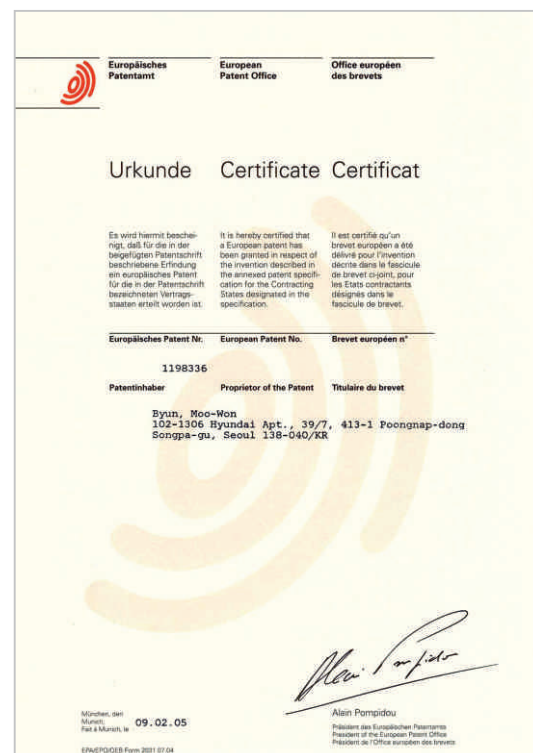 Europäisches
Patentamt
European
Patent Office
Office européen
des brevets
Urkunde
Certificate
Certificat
Es wird hiermit beschei-
nigt, daß für die in der
beigefügten Patentschrift
beschriebene Erfindung
ein europäisches Patent
für die in der Patentschrift
bezeichneten Vertrags-
staaten erteilt worden ist.
It is hereby certified that
a European patent has
been granted in respect of
the invention described in
the annexed patent specifi-
cation for the Contracting
States designated in the
specification.
Il est certifié qu'un
brevet européen a été
délivré pour l'invention
décrite dans le fascicule
de brevet ci-joint, pour
les Etats contractants
désignés dans le
fascicule de brevet.
Europäisches Patent Nr.
European Patent No.
Brevet européen n°
1198336
Patentinhaber
Proprietor of the Patent
Titulaire du brevet
Byun, Moo-Won
102-1306 Hyundai Apt., 39/7, 413-1 Poongnap-dong
Songpa-gu, Seoul 138-040/KR
Alain Pompidou
München, den
Munich,
Fait à Munich, le
09.02.05
Alain Pompidou
Präsident des Europäischen Patentamts
President of the European Patent Office
Président de l'Office européen des brevets
EPA/EPO/OEB Form 2031 07.04